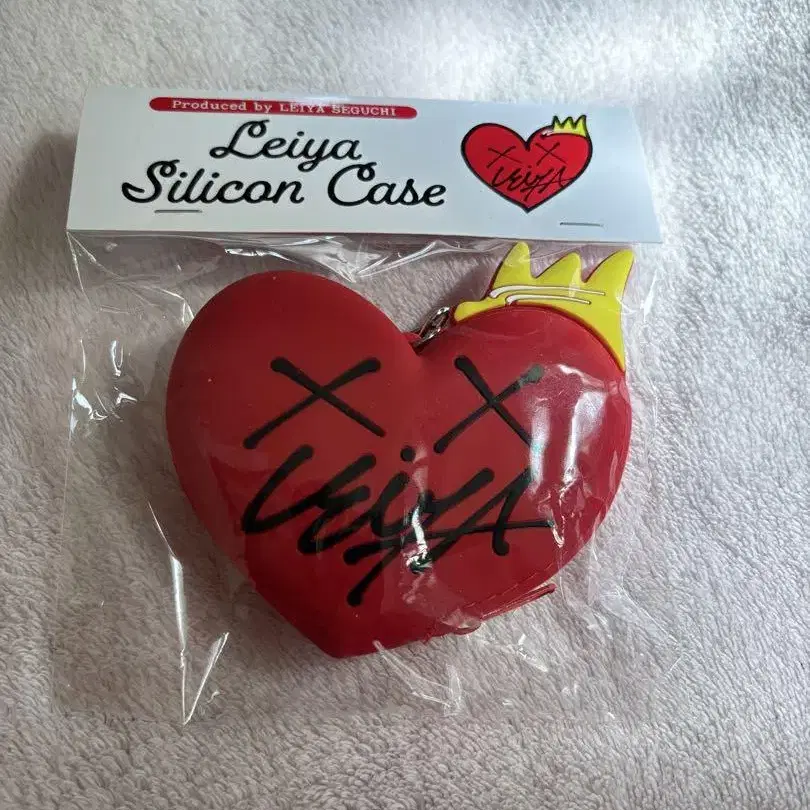 Produced by LEIYA SEGUCHI
Leiya
Silicon Case
LEiyA
LEiyA